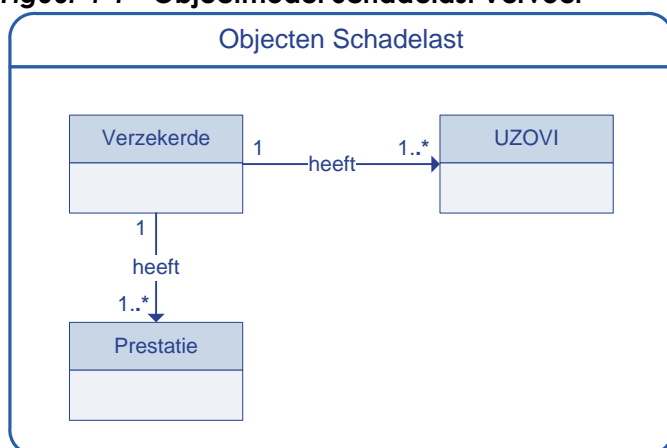 Objecten Schadelast
Verzekerde
UZOVI
1
heeft
1..*
1
heeft
1..*
Prestatie